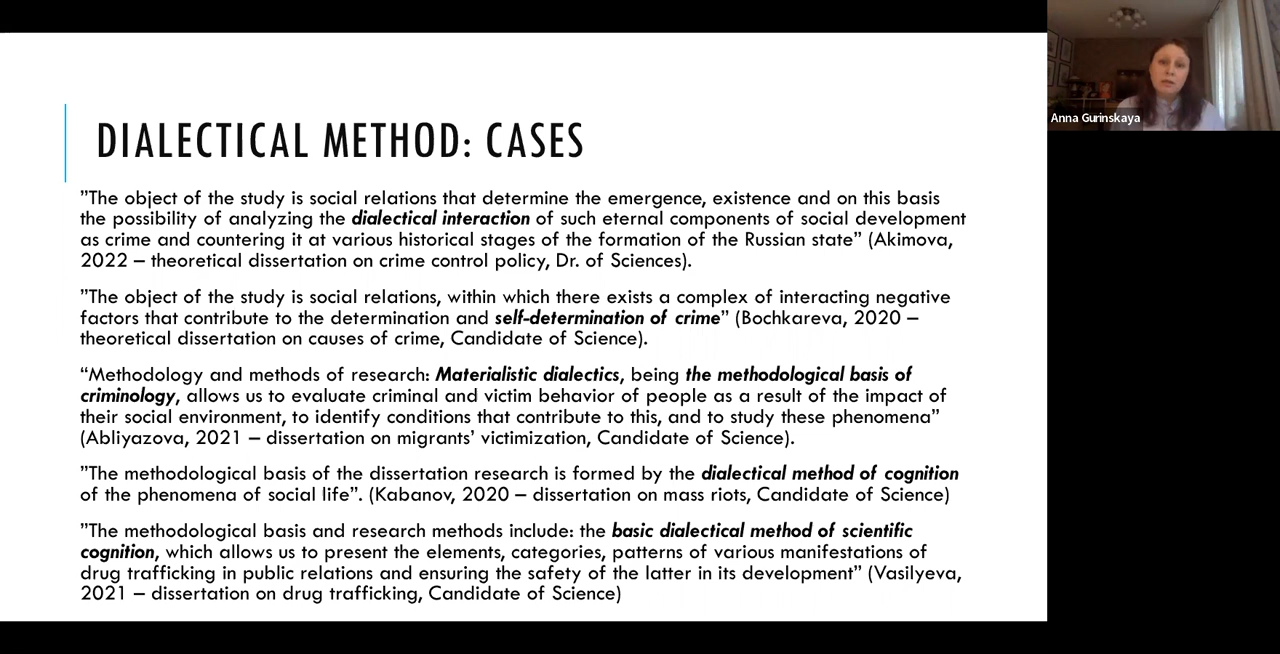 DIALECTICAL METHOD: CASES
”The object of the study is social relations that determine the emergence, existence and on this basis
the possibility of analyzing the dialectical interaction of such eternal components of social development
as crime and countering it at various historical stages of the formation of the Russian state” (Akimova,
2022 – theoretical dissertation on crime control policy, Dr. of Sciences).
”The object of the study is social relations, within which there exists a complex of interacting negative
factors that contribute to the determination and self-determination of crime” (Bochkareva, 2020 –
theoretical dissertation on causes of crime, Candidate of Science).
“Methodology and methods of research: Materialistic dialectics, being the methodological basis of
criminology, allows us to evaluate criminal and victim behavior of people as a result of the impact of
their social environment, to identify conditions that contribute to this, and to study these phenomena”
(Abliyazova, 2021 – dissertation on migrants’ victimization, Candidate of Science).
”The methodological basis of the dissertation research is formed by the dialectical method of cognition
of the phenomena of social life”. (Kabanov, 2020 – dissertation on mass riots, Candidate of Science)
”The methodological basis and research methods include: the basic dialectical method of scientific
cognition, which allows us to present the elements, categories, patterns of various manifestations of
drug trafficking in public relations and ensuring the safety of the latter in its development” (Vasilyeva,
2021 – dissertation on drug trafficking, Candidate of Science)
Anna Gurinskaya